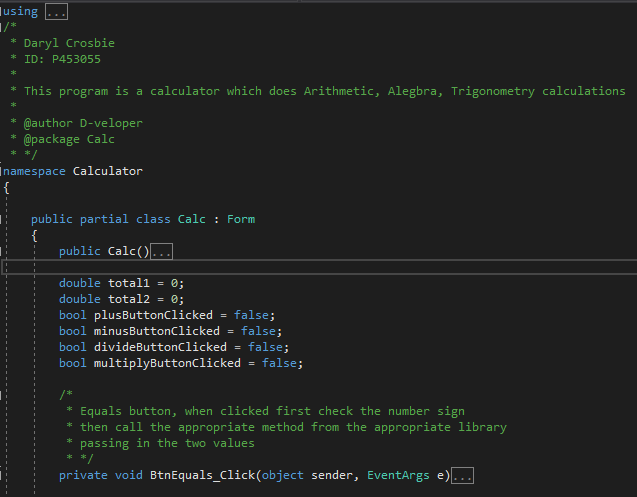 using ...
/*
* Daryl Crosbie
* ID: P453055
*
* This program is a calculator which does Arithmetic, Alegbra, Trigonometry calculations
*
* @author D-veloper
* @package Calc
* */
namespace Calculator
{
public partial class Calc : Form
{
public Calc()...
double total1 = 0;
double total2 = 0;
bool plusButtonClicked = false;
bool minusButtonClicked = false;
bool divideButtonClicked = false;
bool multiplyButtonClicked = false;
/*
* Equals button, when clicked first check the number sign
* then call the appropriate method from the appropriate library
* passing in the two values
* */
private void BtnEquals_Click(object sender, EventArgs e)...